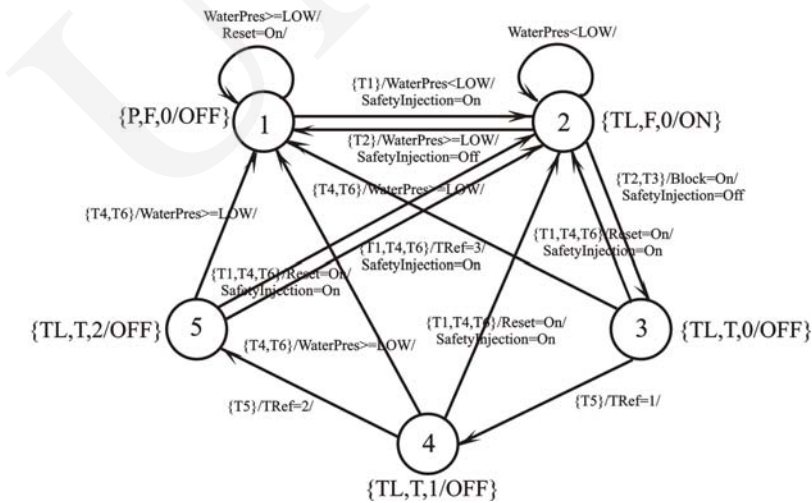 WaterPres>=LOW/
Reset=On/
WaterPres<LOW/
{T1}/WaterPres<LOW/
SafetyInjection=On
{P,F,0/OFF}
1
2
{TL,F,0/ON}
{T2}/WaterPres>=LOW/
SafetyInjection=Off
{T4,T6}/WaterPres>=LOW/
{T2,T3}/Block=On/
SafetyInjection=Off
{T4,T6}/WaterPres>=LOW/
{T1,T4,T6}/TRef=3/
SafetyInjection=On
{T1,T4,T6}/Reset=On/
SafetyInjection=On
{T1,T4,T6}/Reset=On/
SafetyInjection=On
{TL,T,2/OFF}
5
{T1,T4,T6}/Reset=On/
SafetyInjection=On
3
{TL,T,0/OFF}
{T4,T6}/WaterPres>=LOW/
{T5}/TRef=2/
{T5}/TRef=1/
4
{TL,T,1/OFF}